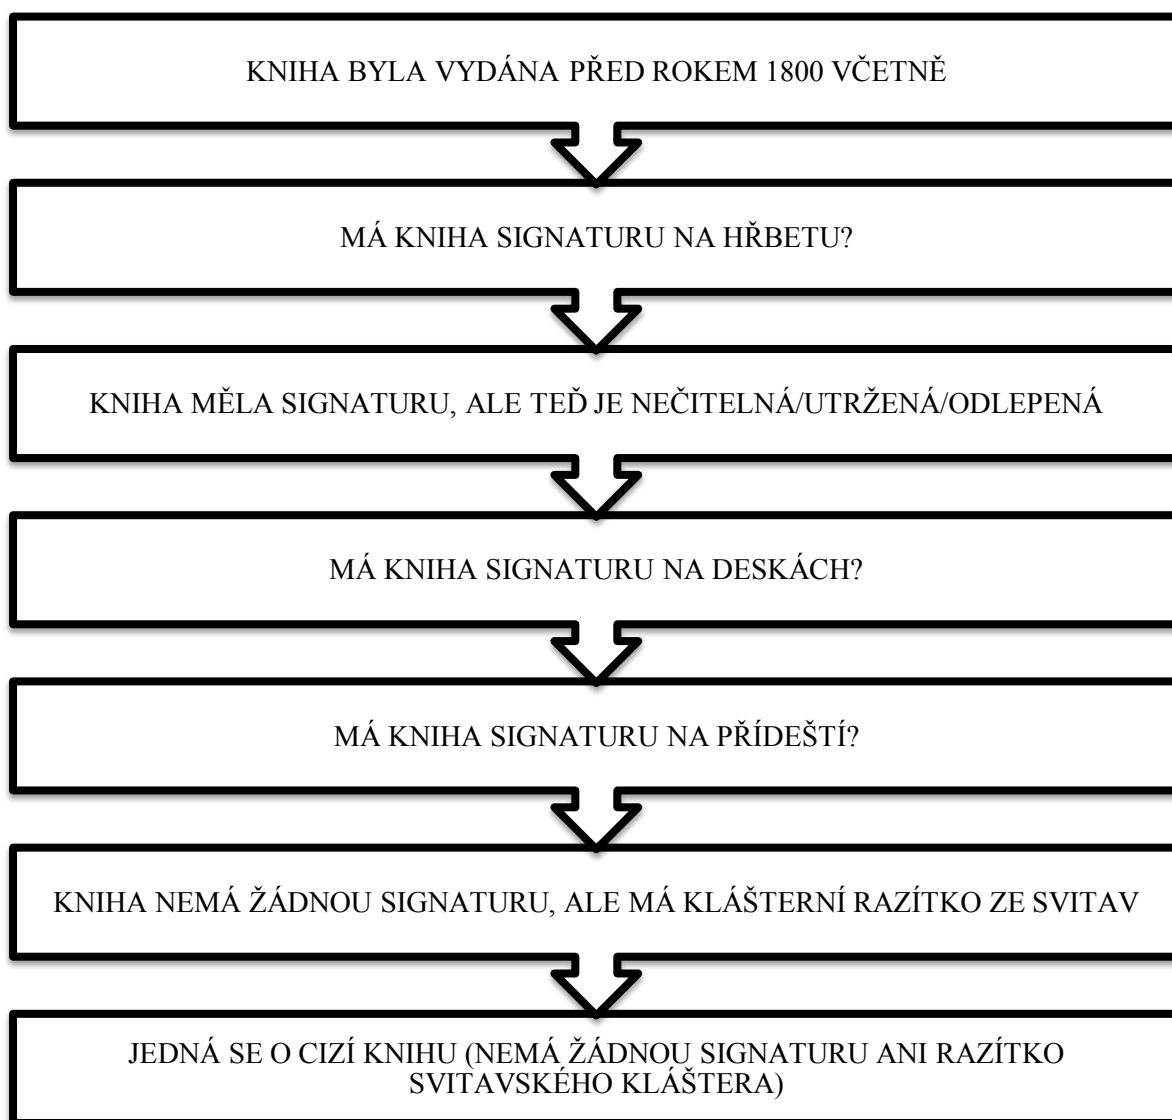 KNIHA BYLA VYDÁNA PŘED ROKEM 1800 VČETNĚ
MÁ KNIHA SIGNATURU NA HŘBETU?
KNIHA MĚLA SIGNATURU, ALE TEĎ JE NEČITELNÁ/UTRŽENÁ/ODLEPENÁ
MÁ KNIHA SIGNATURU NA DESKÁCH?
MÁ KNIHA SIGNATURU NA PŘÍDEŠTÍ?
KNIHA NEMÁ ŽÁDNOU SIGNATURU, ALE MÁ KLÁŠTERNÍ RAZÍTKO ZE SVITAV
JEDNÁ SE O CIZÍ KNIHU (NEMÁ ŽÁDNOU SIGNATURU ANI RAZÍTKO
SVITAVSKÉHO KLÁŠTERA)